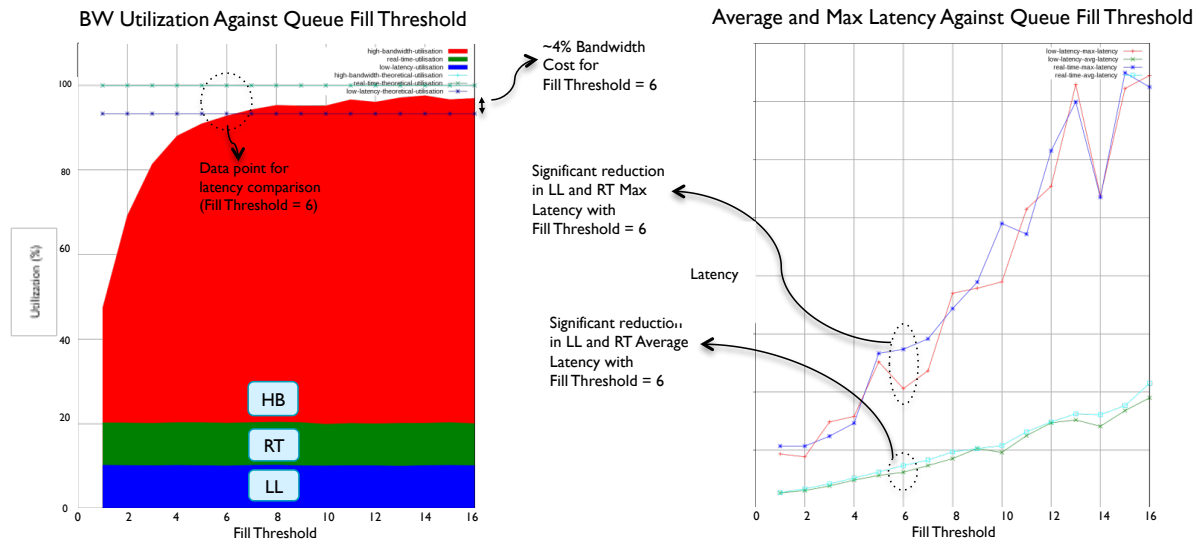 BW Utilization Against Queue Fill Threshold
high-bandwidth-utilisation
real-time-utilisation
low-latency-utilisation
high-bandwidth-theoretical-utilisation
real-time-theoretical-utilisation
low-latency-theoretical-utilisation
100
80
60
40
20
0
Utilization (%)
Data point for
latency comparison
(Fill Threshold = 6)
HB
RT
LL
0 2 4 6 8 10 12 14 16
Fill Threshold
~4% Bandwidth
Cost for
Fill Threshold = 6
Significant reduction
in LL and RT Max
Latency with
Fill Threshold = 6
Significant reduction
in LL and RT Average
Latency with
Fill Threshold = 6
Average and Max Latency Against Queue Fill Threshold
low-latency-max-latency
low-latency-avg-latency
real-time-max-latency
real-time-avg-latency
Latency
0 2 4 6 8 10 12 14 16
Fill Threshold